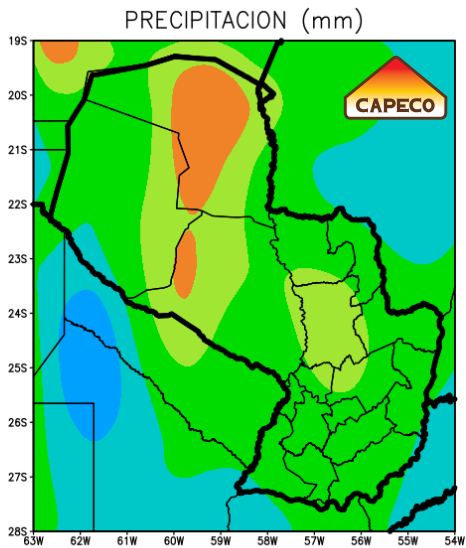 PRECIPITACION (mm)
19S
CAPECO
20S
21S
22S
23S
24S
25S
26S
27S
28S
63W 62W 61W 60W 59W 58W 57W 56W 55W 54W